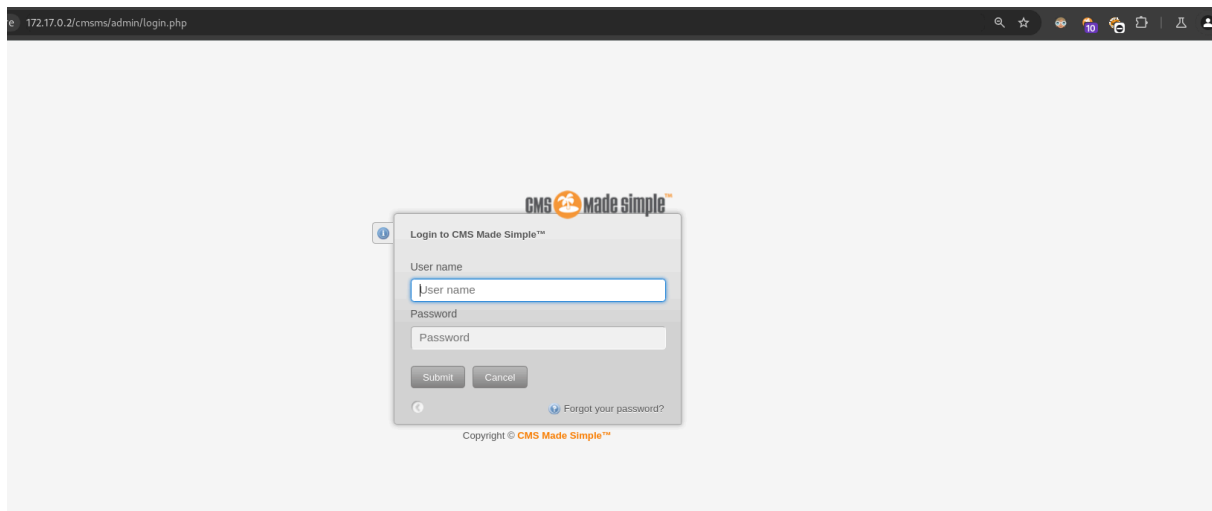 172.17.0.2/cmsms/admin/login.php
10
CMS Made simple™
Login to CMS Made Simple™
User name
User name
Password
Password
Submit Cancel
Forgot your password?
Copyright © CMS Made Simple™